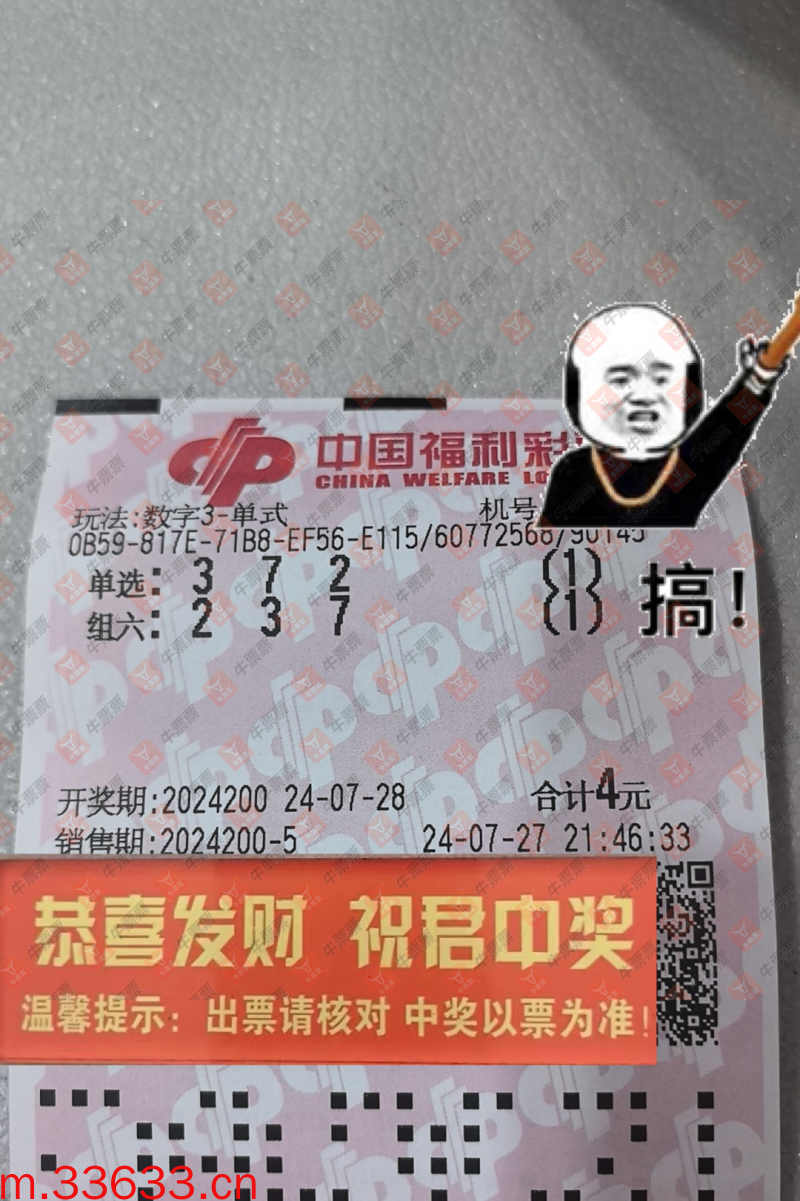 中国福利彩
CHINA WELFARE LO
玩法:数字3-单式 机号
0B59-817E-71B8-EF56-E115/60772568/90145
单选: 3 7 2 (1)
组六: 2 3 7 (1)
搞!
开奖期:2024200 24-07-28 合计4元
销售期:2024200-5 24-07-27 21:46:33
恭喜发财 祝君中奖
温馨提示: 出票请核对 中奖以票为准!
m.33633.cn
牛票票